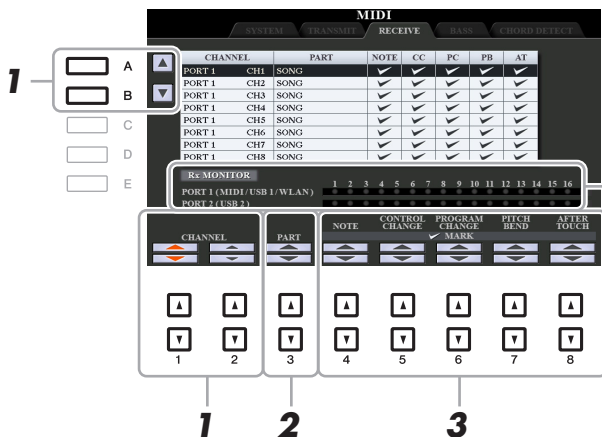 MIDI
SYSTEM TRANSMIT RECEIVE BASS CHORD DETECT
CHANNEL PART NOTE CC PC PB AT
PORT 1 CH1 SONG
PORT 1 CH2 SONG
PORT 1 CH3 SONG
PORT 1 CH4 SONG
PORT 1 CH5 SONG
PORT 1 CH6 SONG
PORT 1 CH7 SONG
PORT 1 CH8 SONG
1
A
B
C
D
E
Rx MONITOR
1 2 3 4 5 6 7 8 9 10 11 12 13 14 15 16
PORT 1 (MIDI/USB 1/WLAN)
PORT 2 (USB 2)
CHANNEL PART NOTE CONTROL CHANGE PROGRAM CHANGE PITCH BEND AFTER TOUCH
MARK
1 2 3 4 5 6 7 8
1 2 3